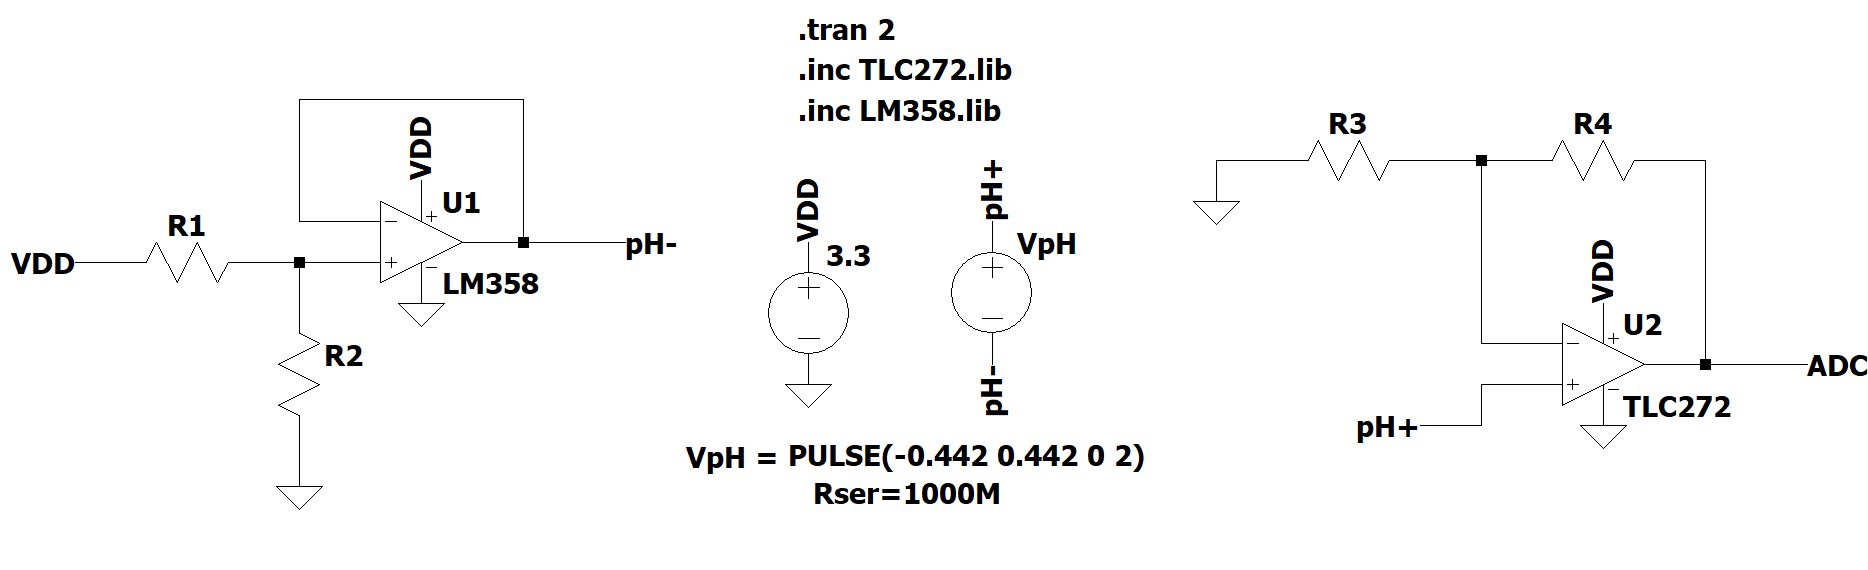 .tran 2
.inc TLC272.lib
.inc LM358.lib
VDD
R1
R2
VDD
U1
LM358
pH-
VDD
3.3
pH+
VpH
pH-
VpH = PULSE(-0.442 0.442 0 2)
Rser=1000M
R3
R4
VDD
U2
TLC272
pH+
ADC